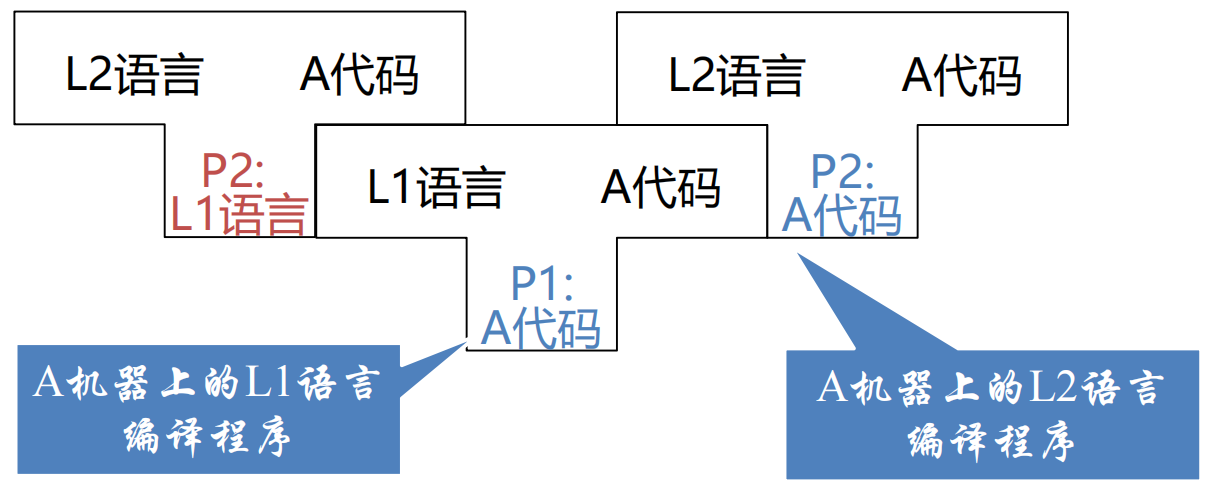 L2语言 A代码
L2语言 A代码
P2:
L1语言
L1语言 A代码
P2:
A代码
P1:
A代码
A机器上的L1语言
编译程序
A机器上的L2语言
编译程序